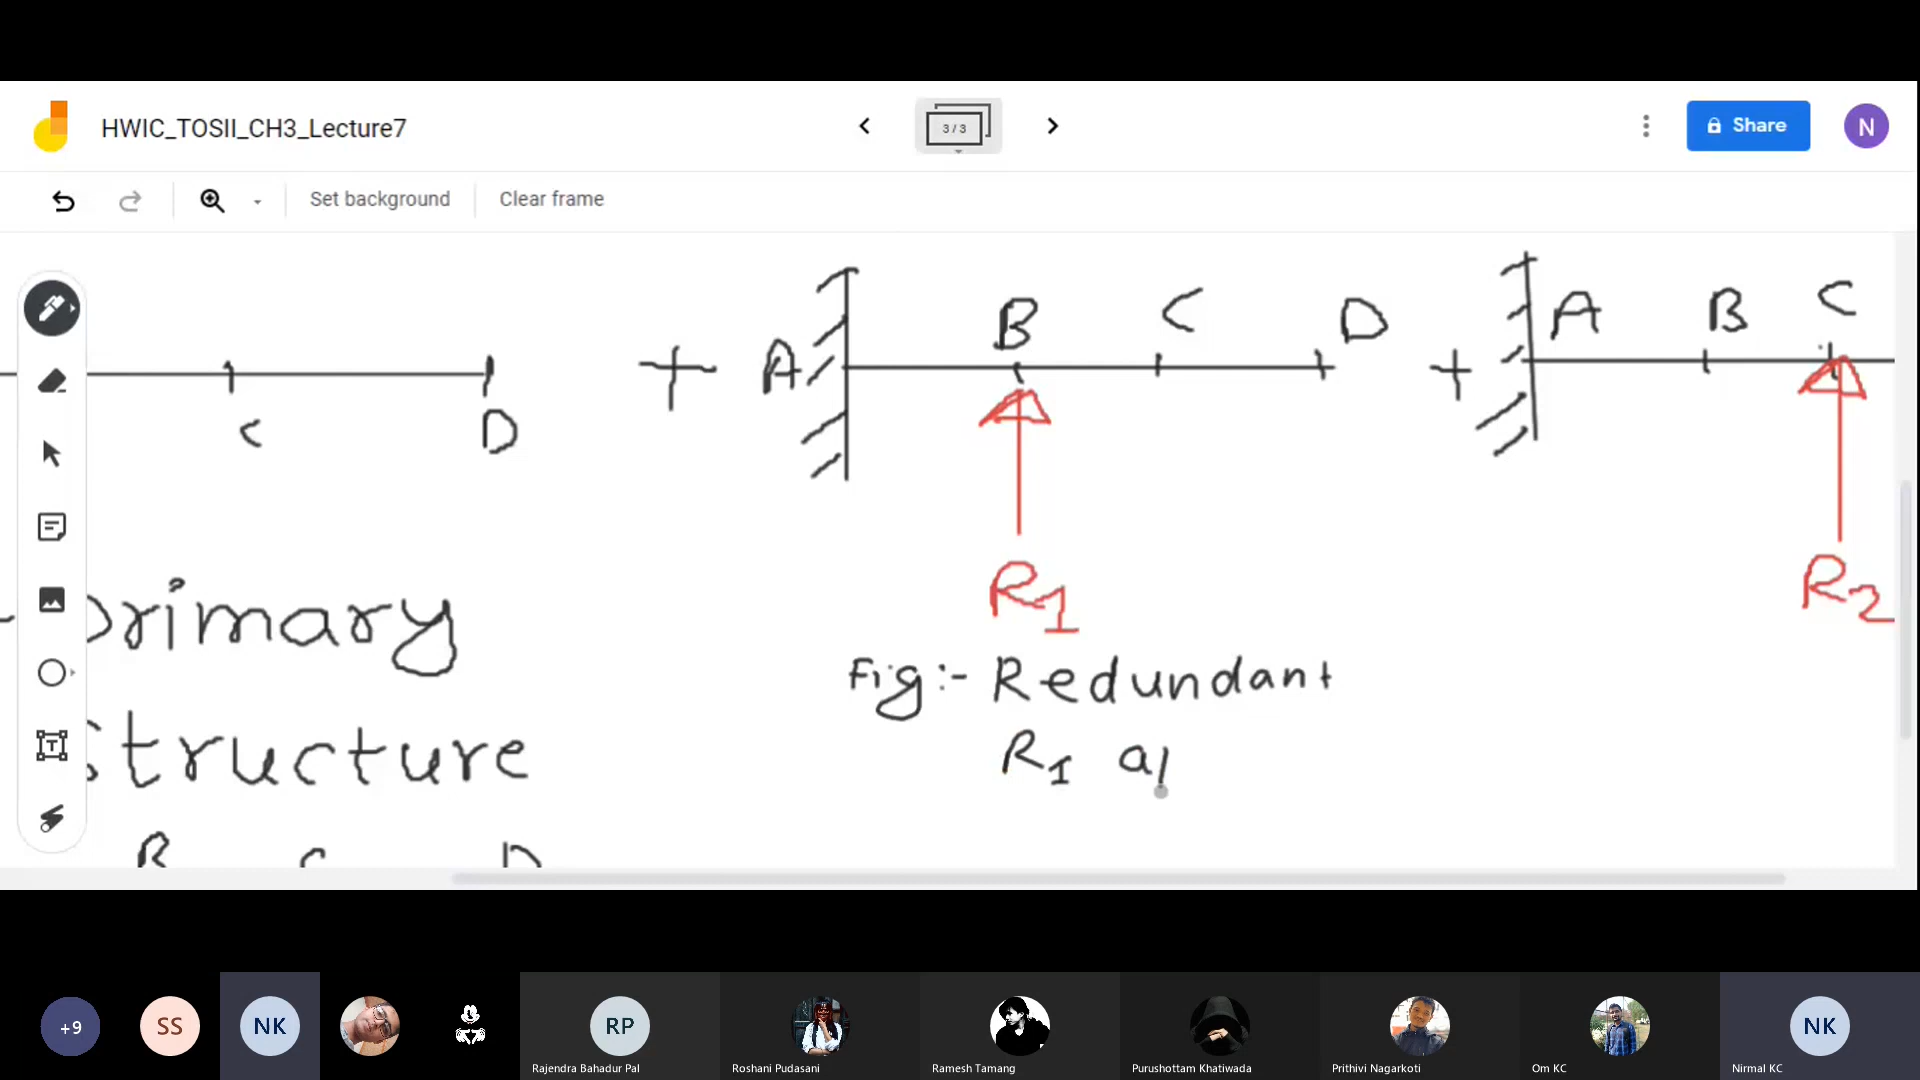 HWIC_TOSII_CH3_Lecture7
3 / 3
Share
N
Set background
Clear frame
A B C D + A B C
+
C D
R1 R2
primary
Fig:- Redundant
structure
R1 a
B C D
+9
SS
NK
RP
NK
Rajendra Bahadur Pal
Roshani Pudasani
Ramesh Tamang
Purushottam Khatiwada
Prithivi Nagarkoti
Om KC
Nirmal KC